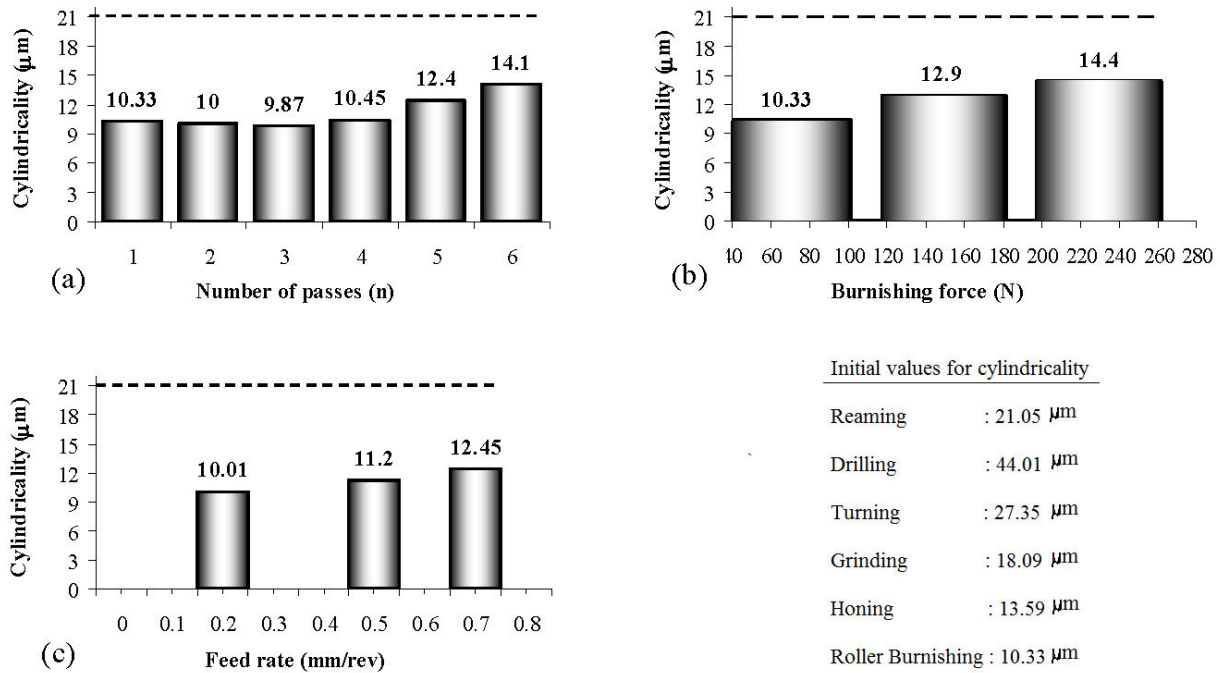 21
18
15
12
9
6
3
0
Cylindricality (μm)
10.33 10 9.87 10.45 12.4 14.1
1 2 3 4 5 6
(a)
Number of passes (n)
21
18
15
12
9
6
3
0
Cylindricality (μm)
10.33 12.9 14.4
40 60 80 100 120 140 160 180 200 220 240 260 280
(b)
Burnishing force (N)
21
18
15
12
9
6
3
0
Cylindricality (μm)
10.01 11.2 12.45
0 0.1 0.2 0.3 0.4 0.5 0.6 0.7 0.8
(c)
Feed rate (mm/rev)
Initial values for cylindricality
Reaming : 21.05 μm
Drilling : 44.01 μm
Turning : 27.35 μm
Grinding : 18.09 μm
Honing : 13.59 μm
Roller Burnishing : 10.33 μm